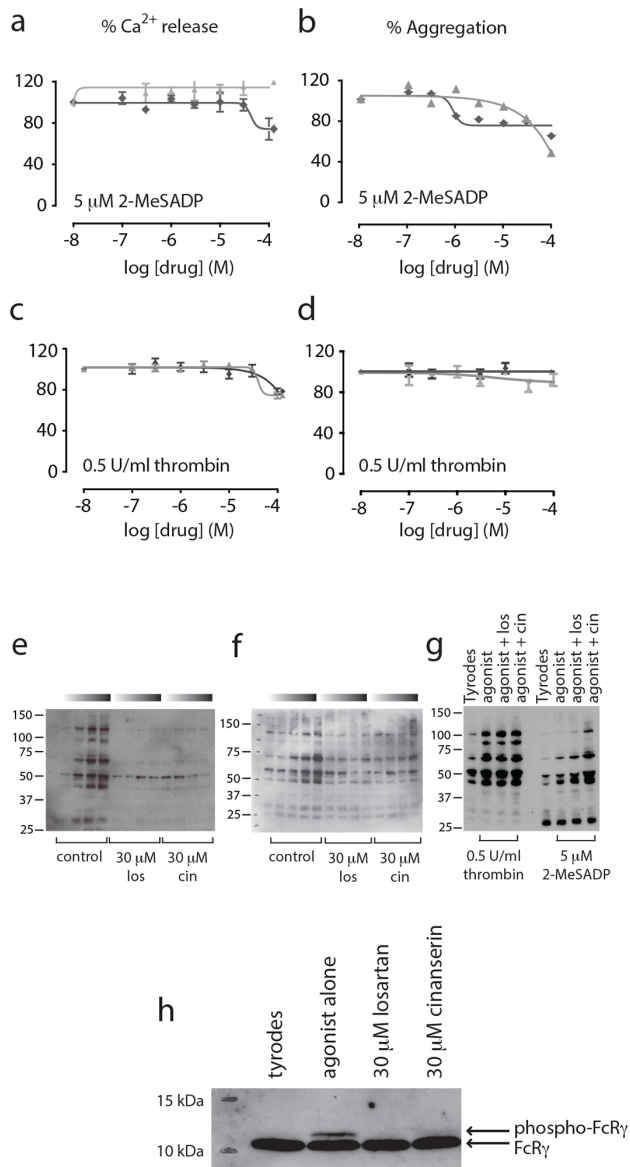 a
% Ca²⁺ release
b
% Aggregation
120
80
40
0
5 μM 2-MeSADP
-8 -7 -6 -5 -4
log [drug] (M)
120
80
40
0
5 μM 2-MeSADP
-8 -7 -6 -5 -4
log [drug] (M)
c
d
120
80
40
0
0.5 U/ml thrombin
-8 -7 -6 -5 -4
log [drug] (M)
120
80
40
0
0.5 U/ml thrombin
-8 -7 -6 -5 -4
log [drug] (M)
e
150
100
75
50
37
25
control
30 μM
los
30 μM
cin
f
150
100
75
50
37
25
control
30 μM
los
30 μM
cin
g
Tyrodes
agonist
agonist + los
agonist + cin
Tyrodes
agonist
agonist + los
agonist + cin
150
100
75
50
37
25
0.5 U/ml
thrombin
5 μM
2-MeSADP
h
tyrodes
agonist alone
30 μM losartan
30 μM cinanserin
15 kDa
10 kDa
phospho-FcRγ
FcRγ